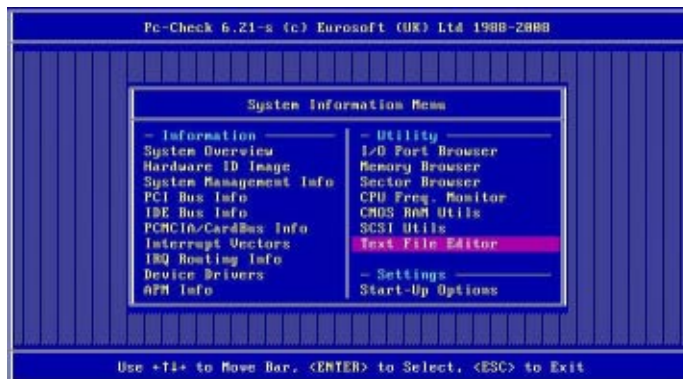 Pc-Check 6.21-s (c) Eurosoft (UK) Ltd 1988-2008
System Information Menu
- Information
System Overview
Hardware ID Image
System Management Info
PCI Bus Info
IDE Bus Info
PCMCIA/CardBus Info
Interrupt Vectors
IRQ Routing Info
Device Drivers
APM Info
- Utility
I/O Port Browser
Memory Browser
Sector Browser
CPU Freq. Monitor
CMOS RAM Utils
SCSI Utils
Text File Editor
- Settings
Start-Up Options
Use ←↑↓→ to Move Bar, <ENTER> to Select, <ESC> to Exit